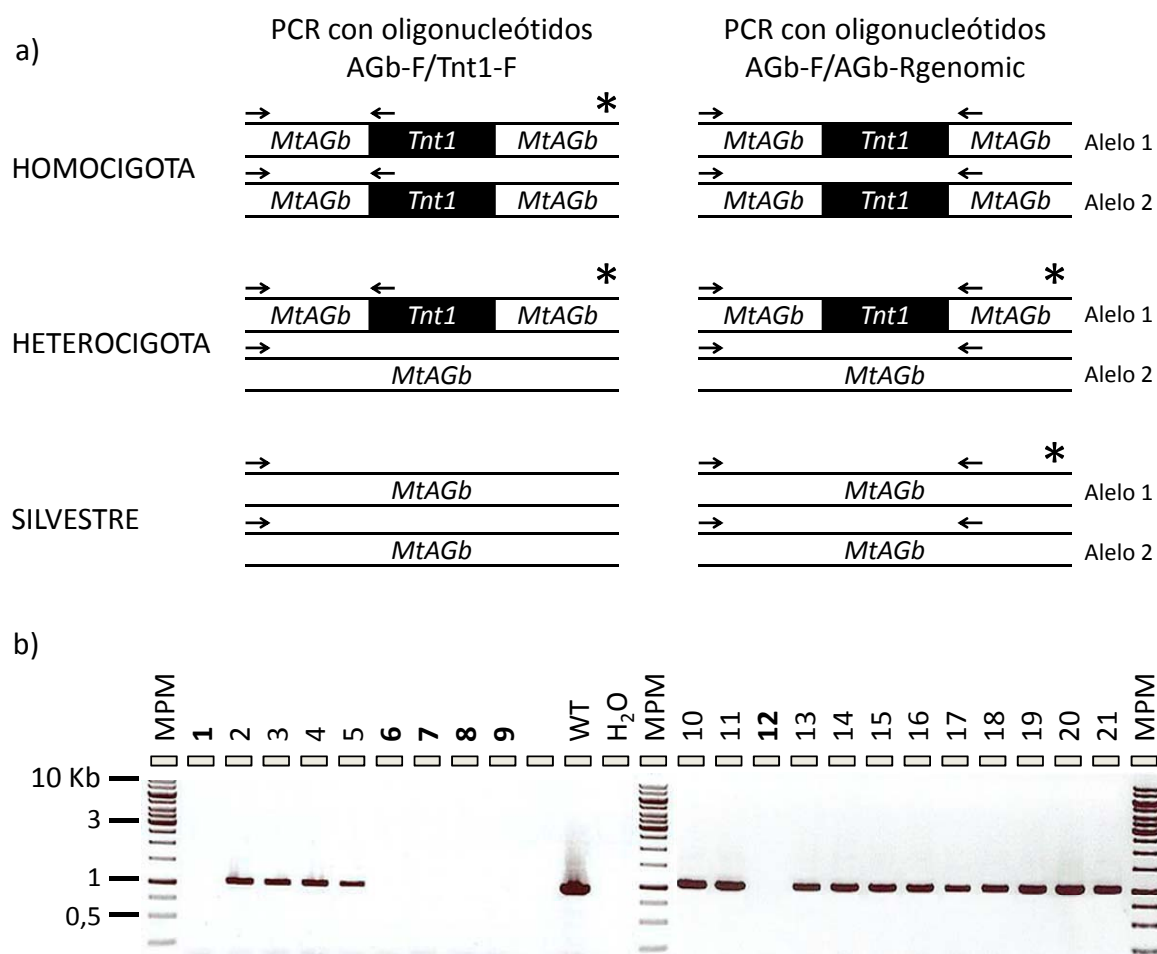 a)
PCR con oligonucleótidos
AGb-F/Tnt1-F
PCR con oligonucleótidos
AGb-F/AGb-Rgenomic
HOMOCIGOTA
*
MtAGb Tnt1 MtAGb
MtAGb Tnt1 MtAGb
MtAGb Tnt1 MtAGb Alelo 1
MtAGb Tnt1 MtAGb Alelo 2
HETEROCIGOTA
*
MtAGb Tnt1 MtAGb
MtAGb
*
MtAGb Tnt1 MtAGb Alelo 1
MtAGb Alelo 2
SILVESTRE
MtAGb
MtAGb
*
MtAGb Alelo 1
MtAGb Alelo 2
b)
MPM 1 2 3 4 5 6 7 8 9 WT H₂O MPM 10 11 12 13 14 15 16 17 18 19 20 21 MPM
10 Kb
3
1
0,5